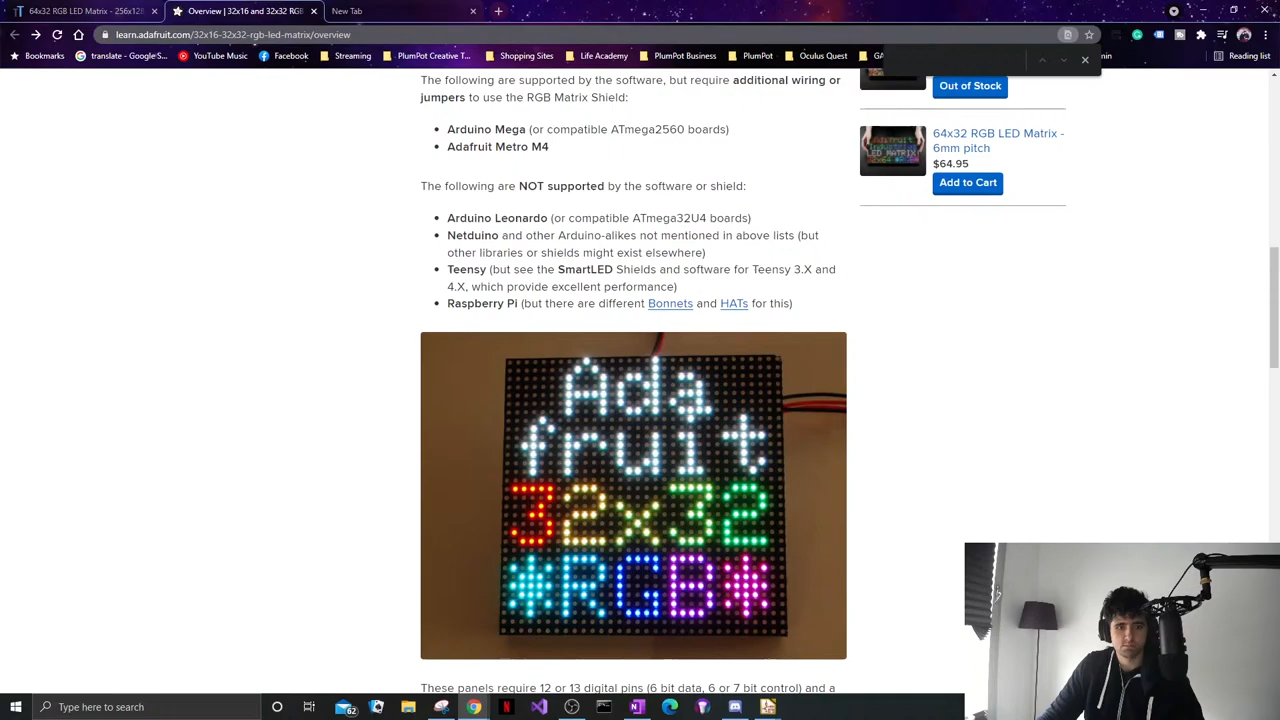 64x32 RGB LED Matrix - 256x128
Overview | 32x16 and 32x32 RGB
New Tab
learn.adafruit.com/32x16-32x32-rgb-led-matrix/overview
Bookmarks
translate - Google S...
YouTube Music
Facebook
Streaming
PlumPot Creative T...
Shopping Sites
Life Academy
PlumPot Business
PlumPot
Oculus Quest
Reading list
The following are supported by the software, but require additional wiring or
jumpers to use the RGB Matrix Shield:
Arduino Mega (or compatible ATmega2560 boards)
Adafruit Metro M4
The following are NOT supported by the software or shield:
Arduino Leonardo (or compatible ATmega32U4 boards)
Netduino and other Arduino-alikes not mentioned in above lists (but
other libraries or shields might exist elsewhere)
Teensy (but see the SmartLED Shields and software for Teensy 3.X and
4.X, which provide excellent performance)
Raspberry Pi (but there are different Bonnets and HATs for this)
Out of Stock
64x32 RGB LED Matrix -
6mm pitch
$64.95
Add to Cart
Ada
fruit
32x32
*RGB*
These panels require 12 or 13 digital pins (6 bit data, 6 or 7 bit control) and a
Type here to search
62